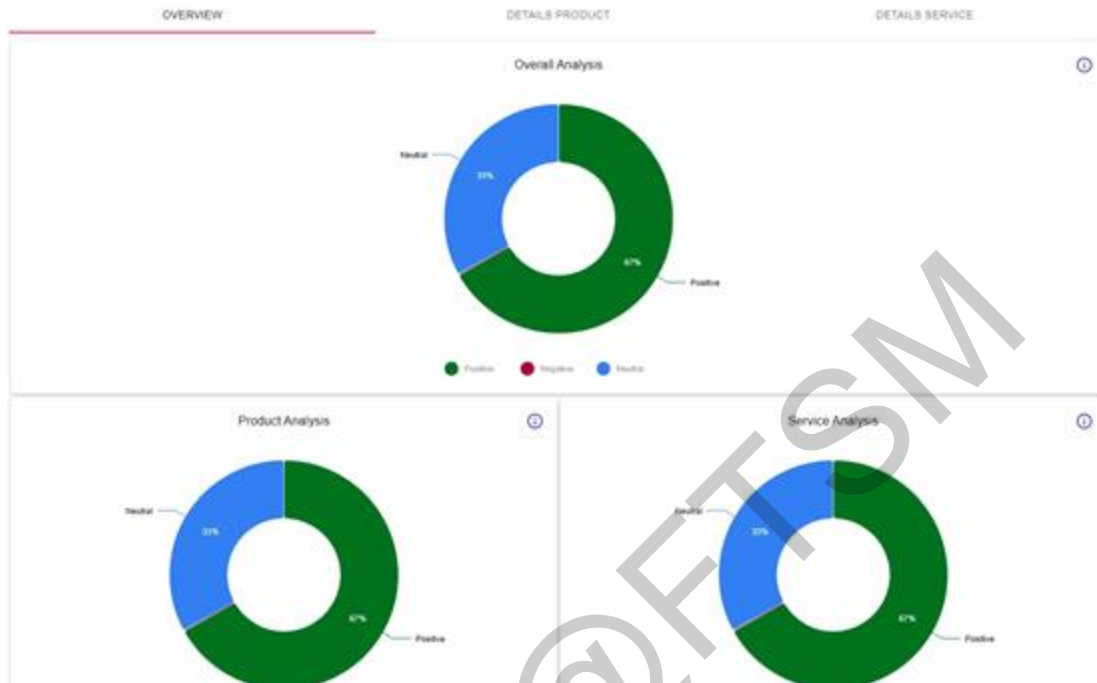 OVERVIEW DETAILS PRODUCT DETAILS SERVICE
Overall Analysis
Neutral
33%
67%
Positive
Positive Negative Neutral
Product Analysis Service Analysis
Neutral Neutral
33% 33%
67% 67%
Positive Positive
@FTSM